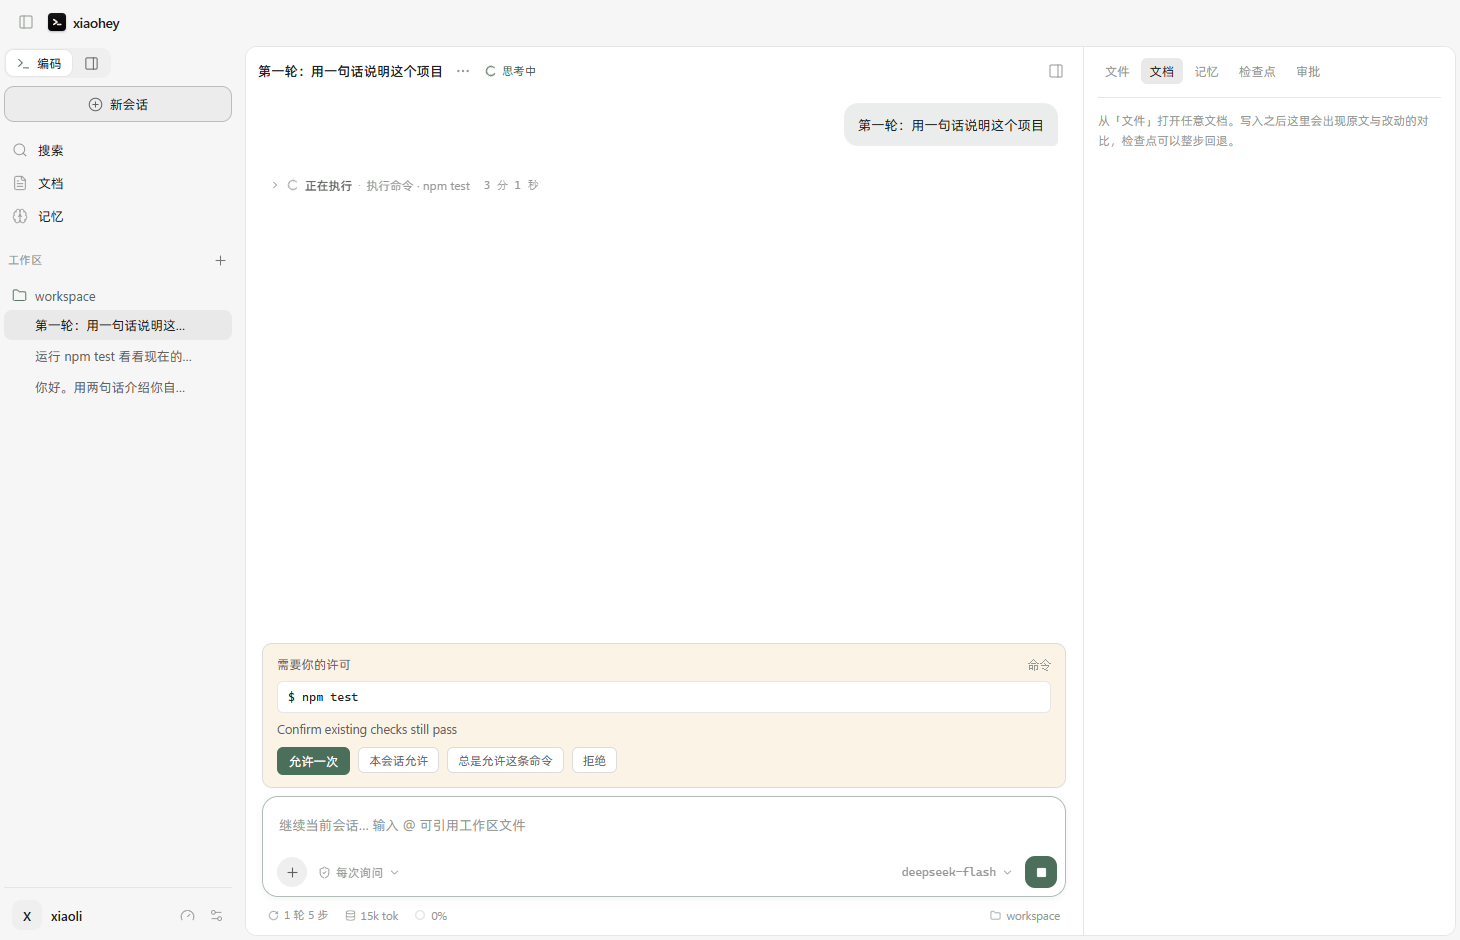 xiaohey
编码
新会话
搜索
文档
记忆
工作区
workspace
第一轮：用一句话说明这...
运行 npm test 看看现在的...
你好。用两句话介绍你自...
X xiaoli
第一轮：用一句话说明这个项目 ··· 思考中
第一轮：用一句话说明这个项目
正在执行 · 执行命令 · npm test 3 分 1 秒
需要你的许可 命令
$ npm test
Confirm existing checks still pass
允许一次 本会话允许 总是允许这条命令 拒绝
继续当前会话... 输入 @ 可引用工作区文件
每次询问 deepseek-flash
1 轮 5 步 15k tok 0% workspace
文件 文档 记忆 检查点 审批
从「文件」打开任意文档。写入之后这里会出现原文与改动的对
比，检查点可以整步回退。